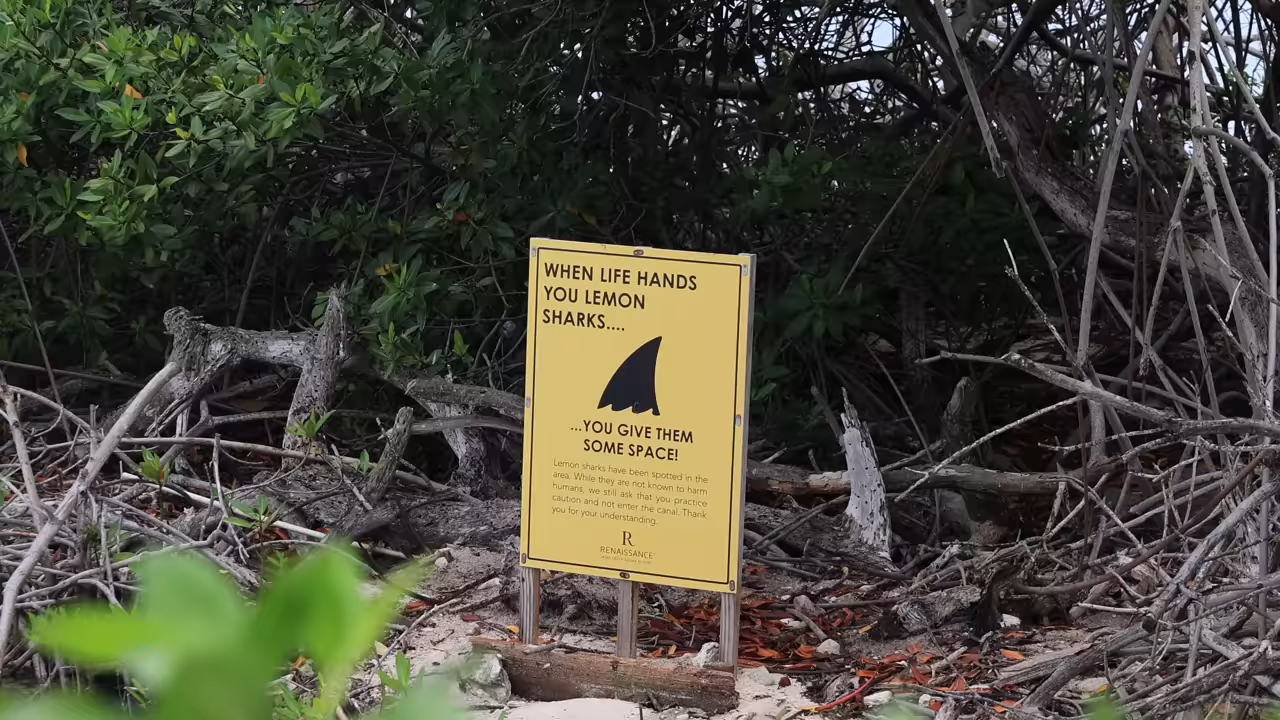 WHEN LIFE HANDS
YOU LEMON
SHARKS....
...YOU GIVE THEM
SOME SPACE!
Lemon sharks have been spotted in the
area. While they are not known to harm
humans, we still ask that you practice
caution and not enter the canal. Thank
you for your understanding.
R
RENAISSANCE